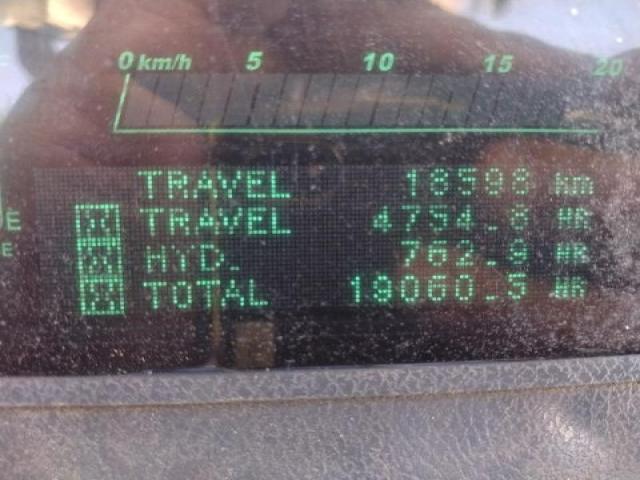 0 km/h 5 10 15 20
TRAVEL 18598 km
TRAVEL 4754.8 HR
HYD. 762.9 HR
TOTAL 19060.5 HR
E
E